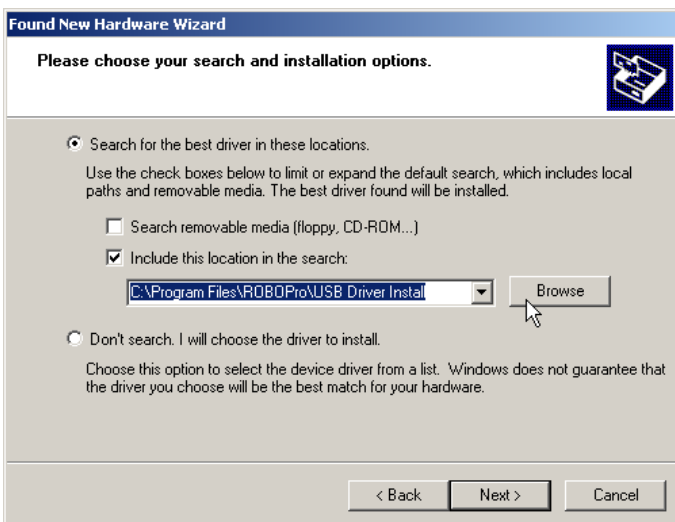 Found New Hardware Wizard
Please choose your search and installation options.
Search for the best driver in these locations.
Use the check boxes below to limit or expand the default search, which includes local
paths and removable media. The best driver found will be installed.
Search removable media (floppy, CD-ROM...)
Include this location in the search:
C:\Program Files\ROBOPro\USB Driver Install
Browse
Don't search. I will choose the driver to install.
Choose this option to select the device driver from a list. Windows does not guarantee that
the driver you choose will be the best match for your hardware.
< Back Next > Cancel